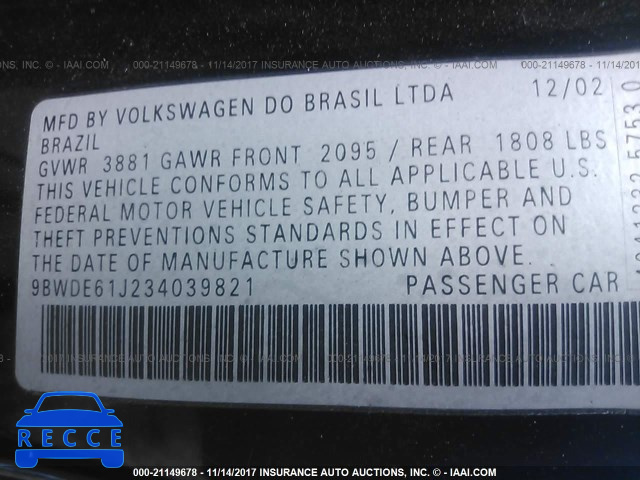 000-21149678 - 11/14/2017 INSURANCE AUTO AUCTIONS, INC. - © IAAI.COM
MFD BY VOLKSWAGEN DO BRASIL LTDA 12/02
BRAZIL
GVWR 3881 GAWR FRONT 2095 / REAR 1808 LBS
THIS VEHICLE CONFORMS TO ALL APPLICABLE U.S.
FEDERAL MOTOR VEHICLE SAFETY, BUMPER AND
THEFT PREVENTIONS STANDARDS IN EFFECT ON
THE DATE OF MANUFACTURE SHOWN ABOVE.
9BWDE61J234039821 PASSENGER CAR
RECCE
000-21149678 - 11/14/2017 INSURANCE AUTO AUCTIONS, INC. - © IAAI.COM